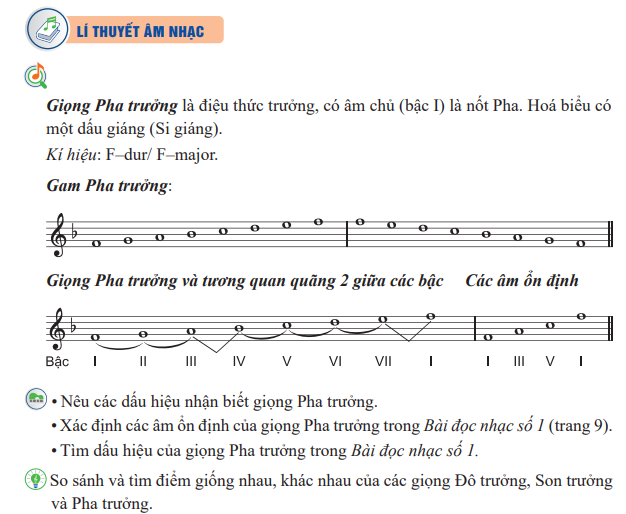 LÍ THUYẾT ÂM NHẠC
Giọng Pha trưởng là điệu thức trưởng, có âm chủ (bậc I) là nốt Pha. Hoá biểu có
một dấu giáng (Si giáng).
Kí hiệu: F–dur/ F–major.
Gam Pha trưởng:
Giọng Pha trưởng và tương quan quãng 2 giữa các bậc Các âm ổn định
Bậc I II III IV V VI VII I I III V I
• Nêu các dấu hiệu nhận biết giọng Pha trưởng.
• Xác định các âm ổn định của giọng Pha trưởng trong Bài đọc nhạc số 1 (trang 9).
• Tìm dấu hiệu của giọng Pha trưởng trong Bài đọc nhạc số 1.
So sánh và tìm điểm giống nhau, khác nhau của các giọng Đô trưởng, Son trưởng
và Pha trưởng.